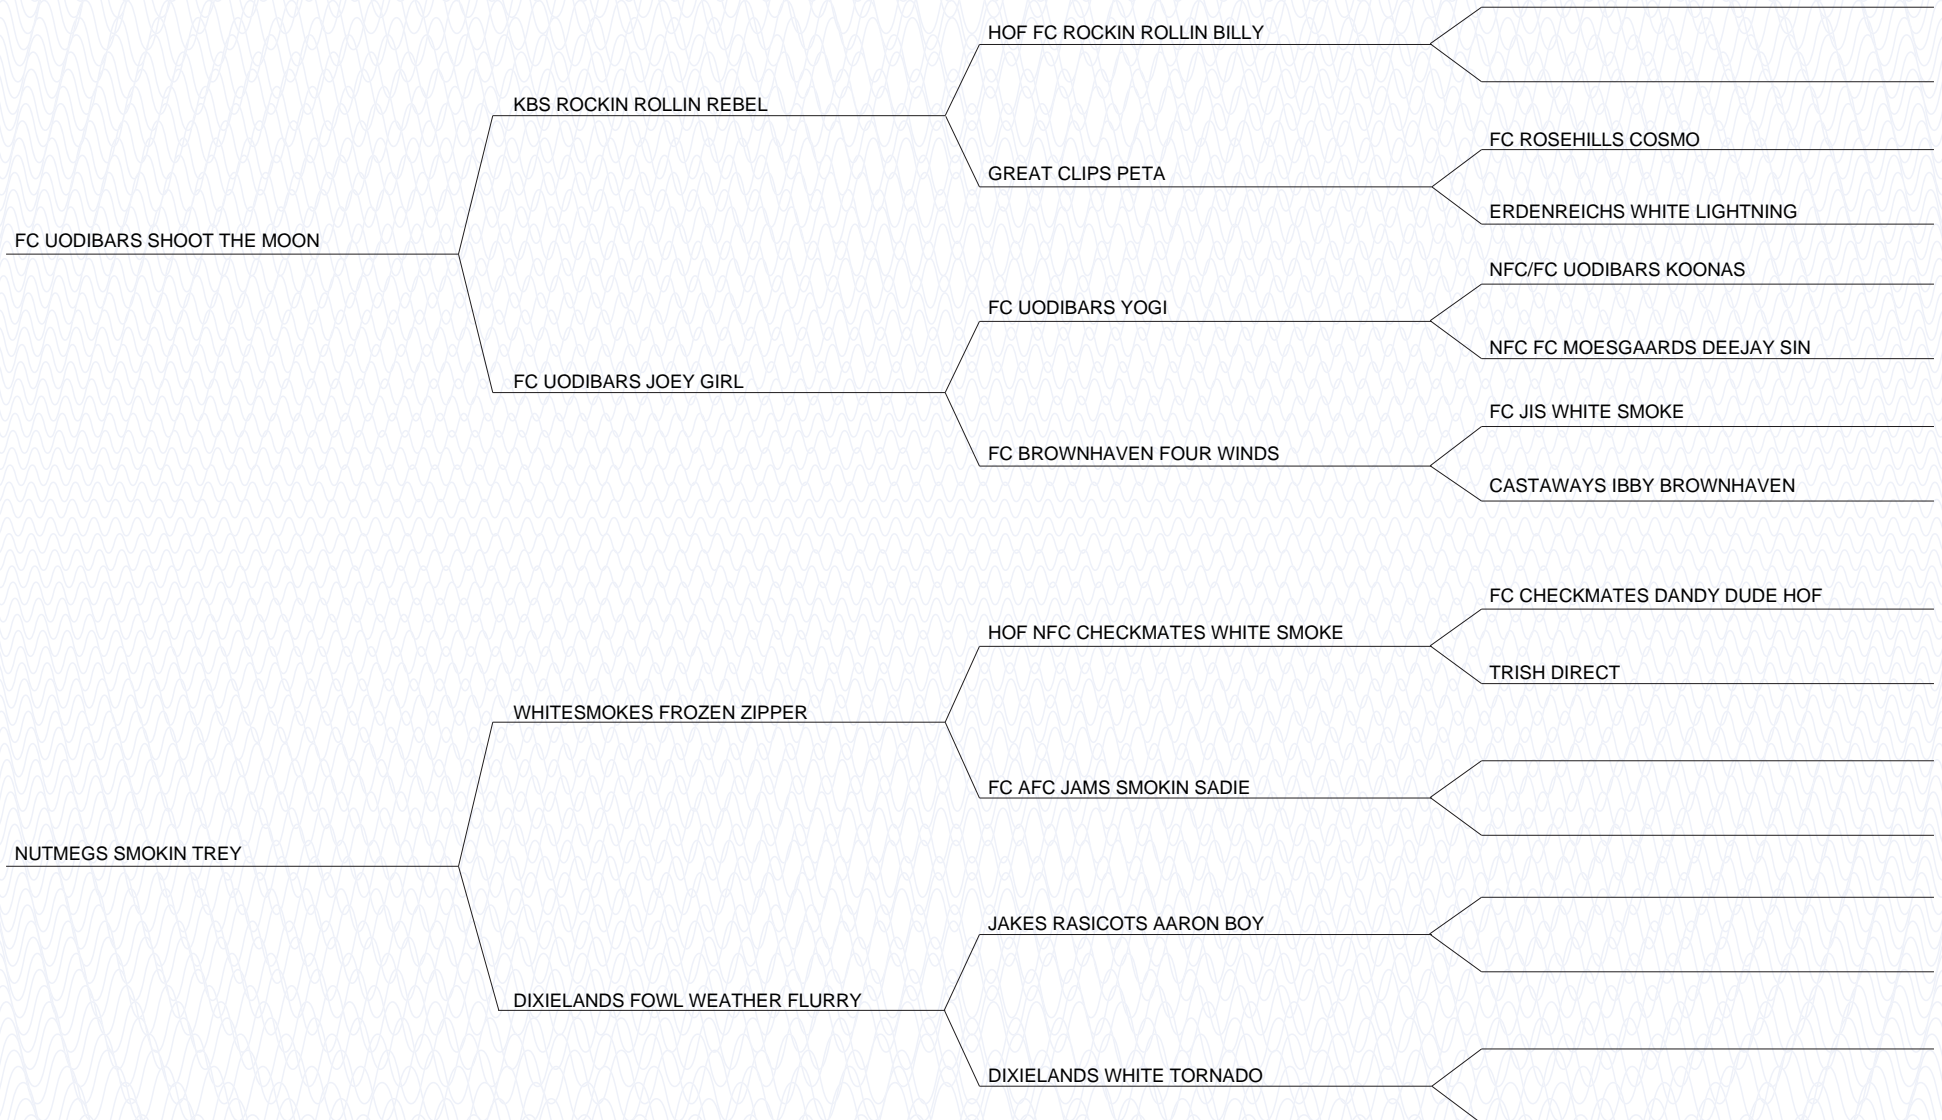 HOF FC ROCKIN ROLLIN BILLY
KBS ROCKIN ROLLIN REBEL
FC ROSEHILLS COSMO
GREAT CLIPS PETA
ERDENREICHS WHITE LIGHTNING
FC UODIBARS SHOOT THE MOON
NFC/FC UODIBARS KOONAS
FC UODIBARS YOGI
NFC FC MOESGAARDS DEEJAY SIN
FC UODIBARS JOEY GIRL
FC JIS WHITE SMOKE
FC BROWNHAVEN FOUR WINDS
CASTAWAYS IBBY BROWNHAVEN
FC CHECKMATES DANDY DUDE HOF
HOF NFC CHECKMATES WHITE SMOKE
TRISH DIRECT
WHITESMOKES FROZEN ZIPPER
FC AFC JAMS SMOKIN SADIE
NUTMEGS SMOKIN TREY
JAKES RASICOTS AARON BOY
DIXIELANDS FOWL WEATHER FLURRY
DIXIELANDS WHITE TORNADO